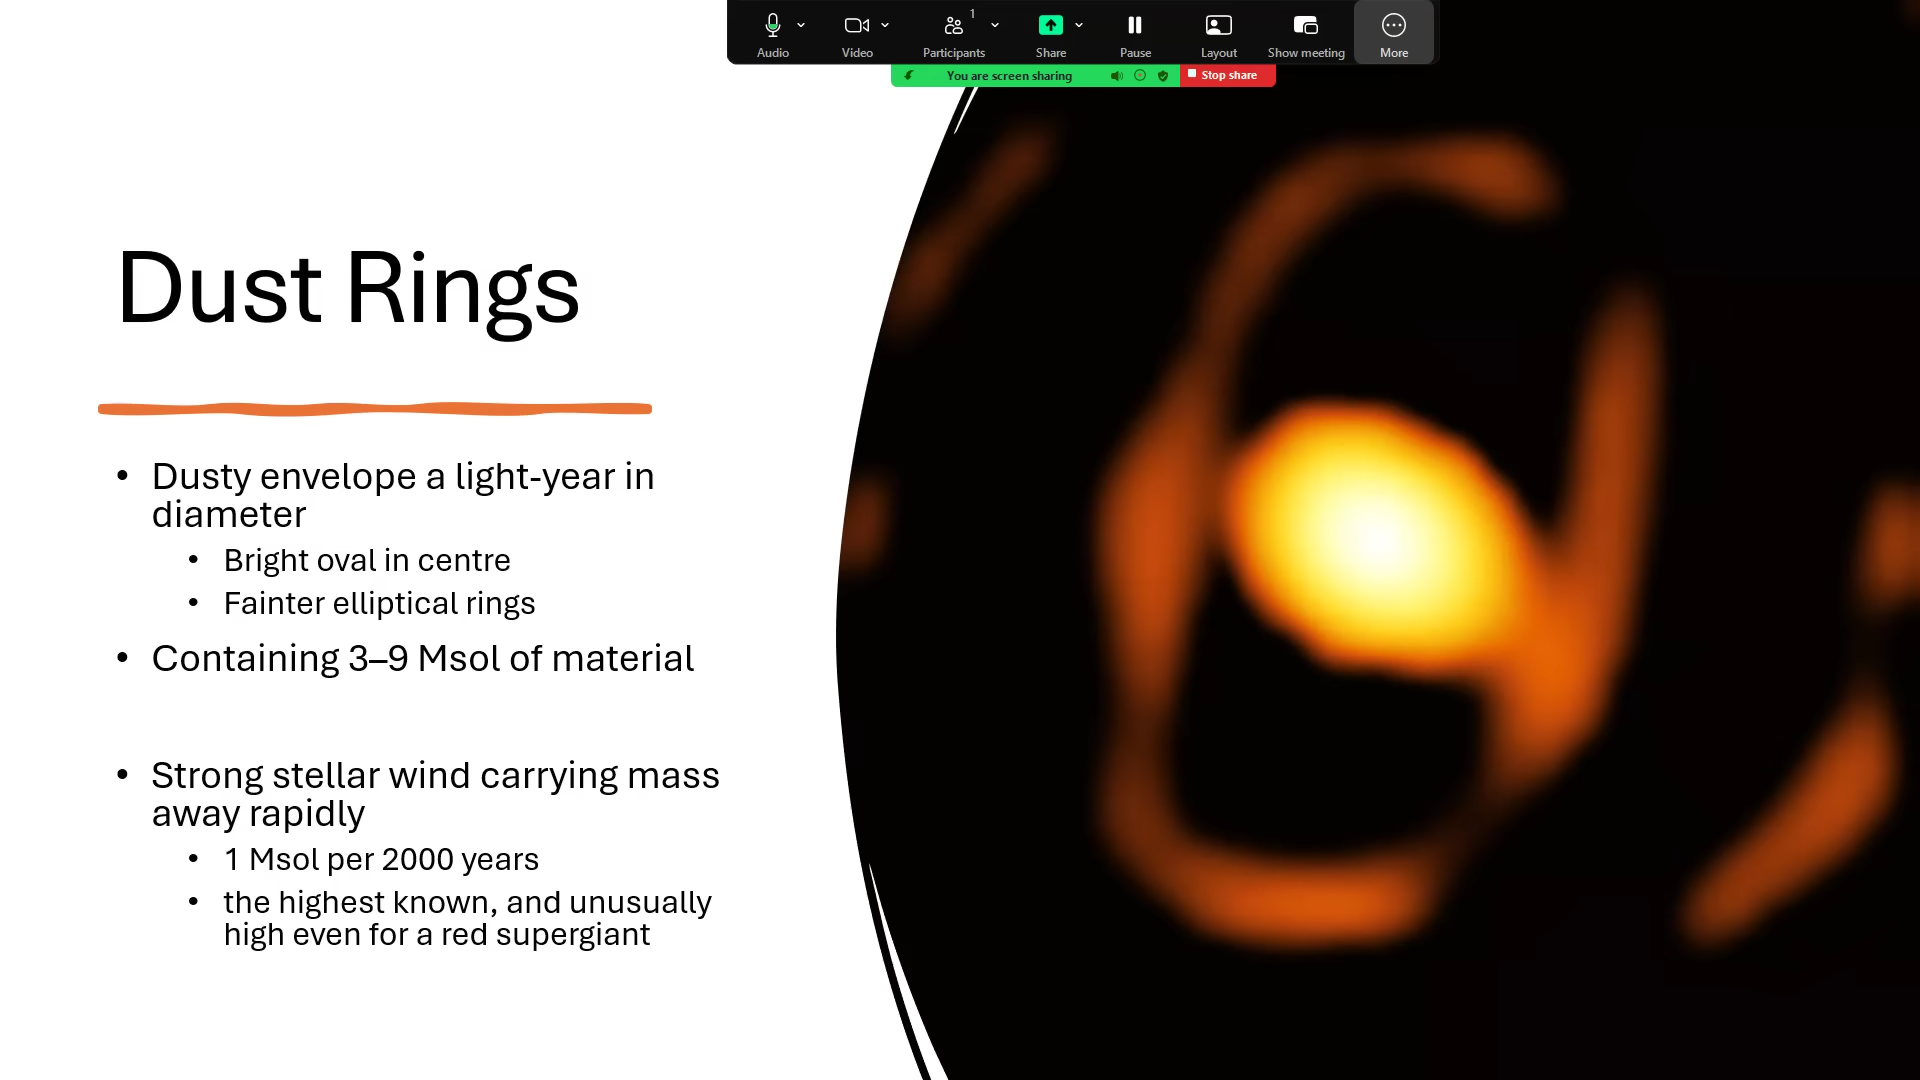 1
Audio
Video
Participants
Share
Pause
Layout
Show meeting
More
You are screen sharing
Stop share
Dust Rings
• Dusty envelope a light-year in
diameter
• Bright oval in centre
• Fainter elliptical rings
• Containing 3–9 Msol of material
• Strong stellar wind carrying mass
away rapidly
• 1 Msol per 2000 years
• the highest known, and unusually
high even for a red supergiant